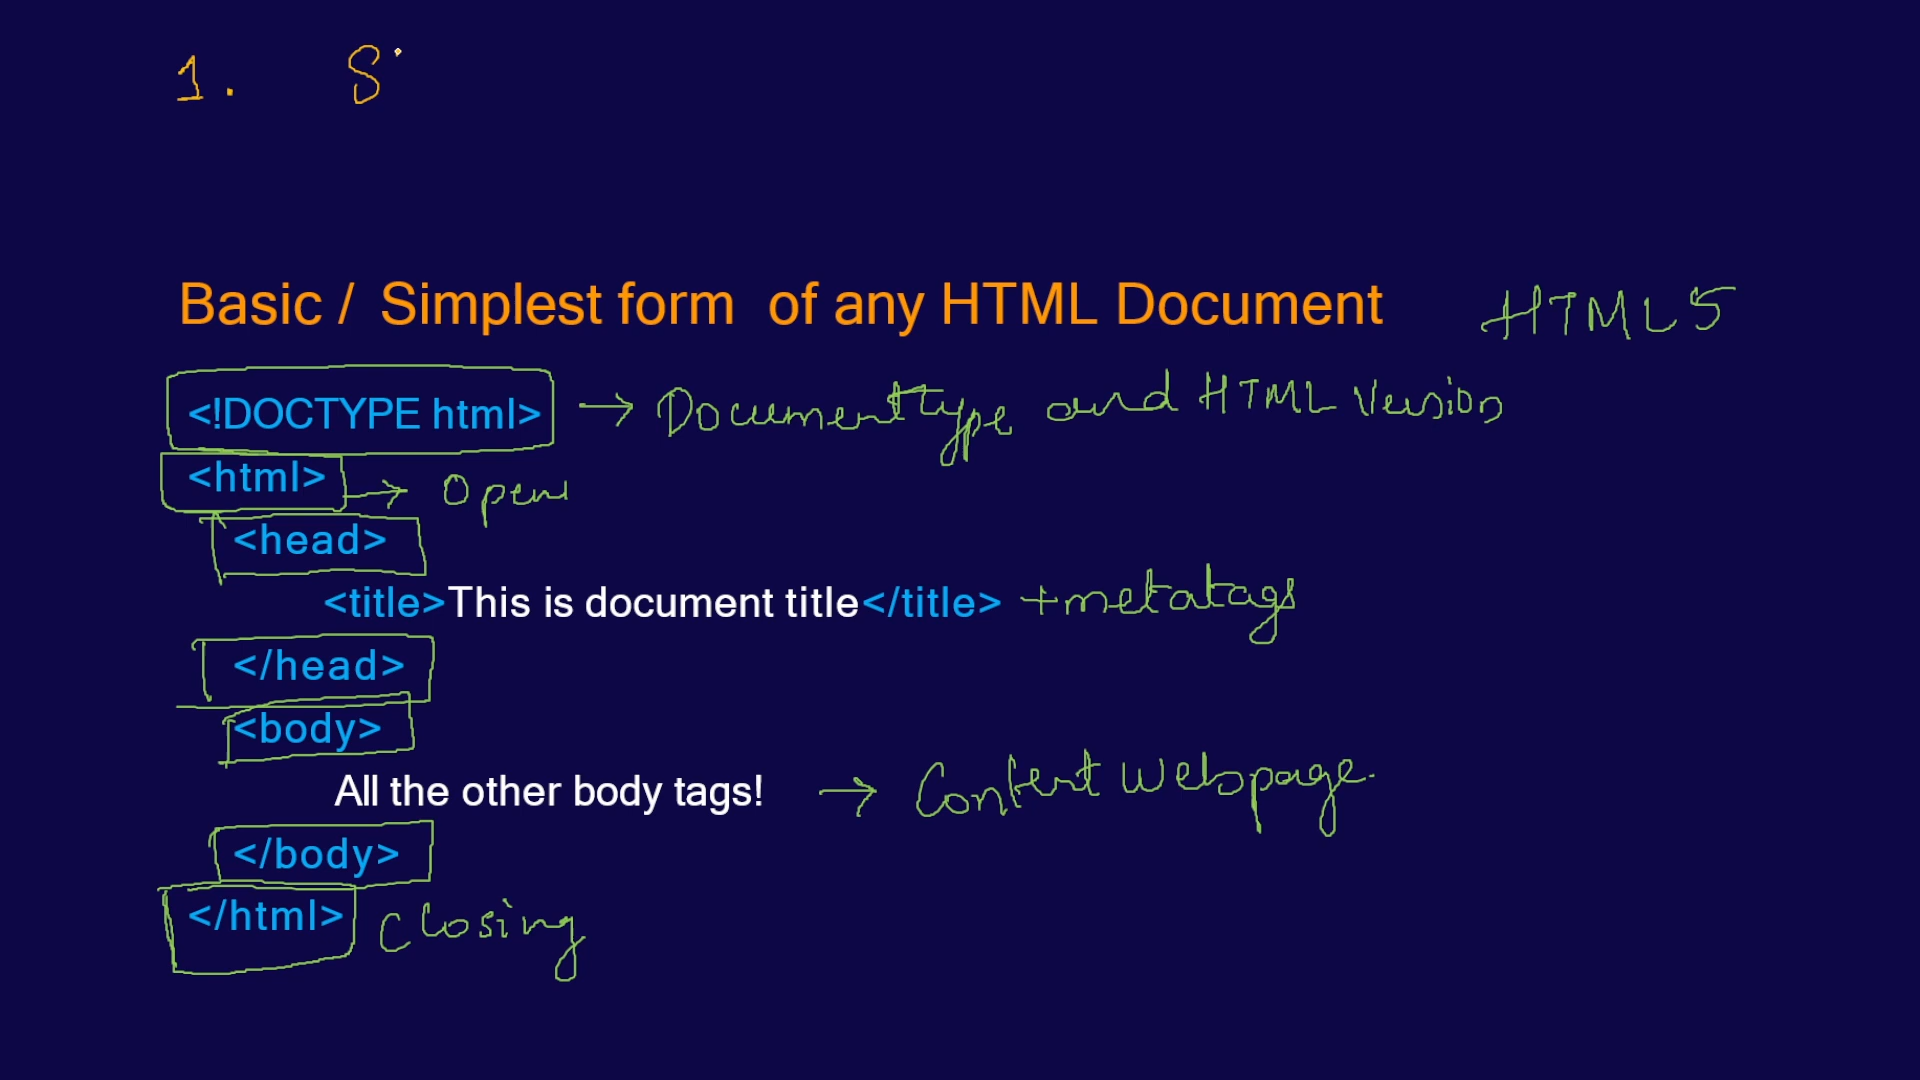 1. S
Basic / Simplest form of any HTML Document HTML5
<!DOCTYPE html> → Document type and HTML Version
<html> → Open
<head>
<title>This is document title</title> + metatags
</head>
<body>
All the other body tags! → Content Webpage.
</body>
</html> closing